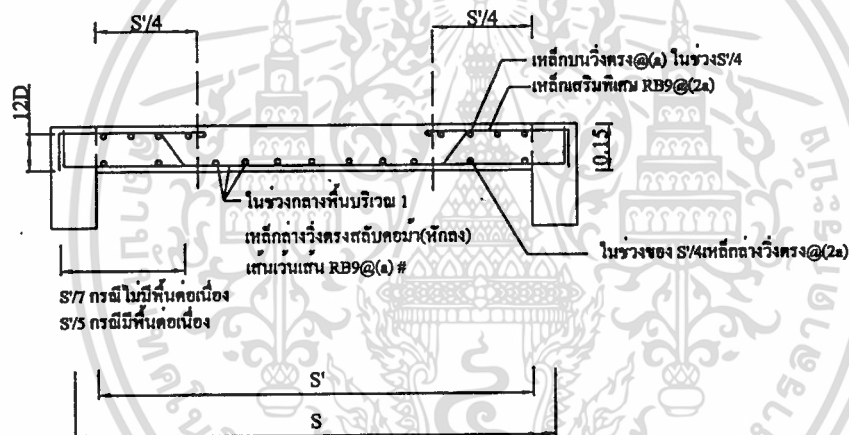 S'/4
S'/4
เหล็กบนวิ่งตรง@(a) ในช่วงS'/4
เหล็กเสริมพิเศษ RB9@(2a)
12D
0.15
ในช่วงกลางพื้นบริเวณ 1
เหล็กล่างวิ่งตรงสลับคอม้า(หักลง)
เส้นเว้นเส้น RB9@(a) #
ในช่วงของ S'/4เหล็กล่างวิ่งตรง@(2a)
S'/7 กรณีไม่มีพื้นต่อเนื่อง
S'/5 กรณีมีพื้นต่อเนื่อง
S'
S